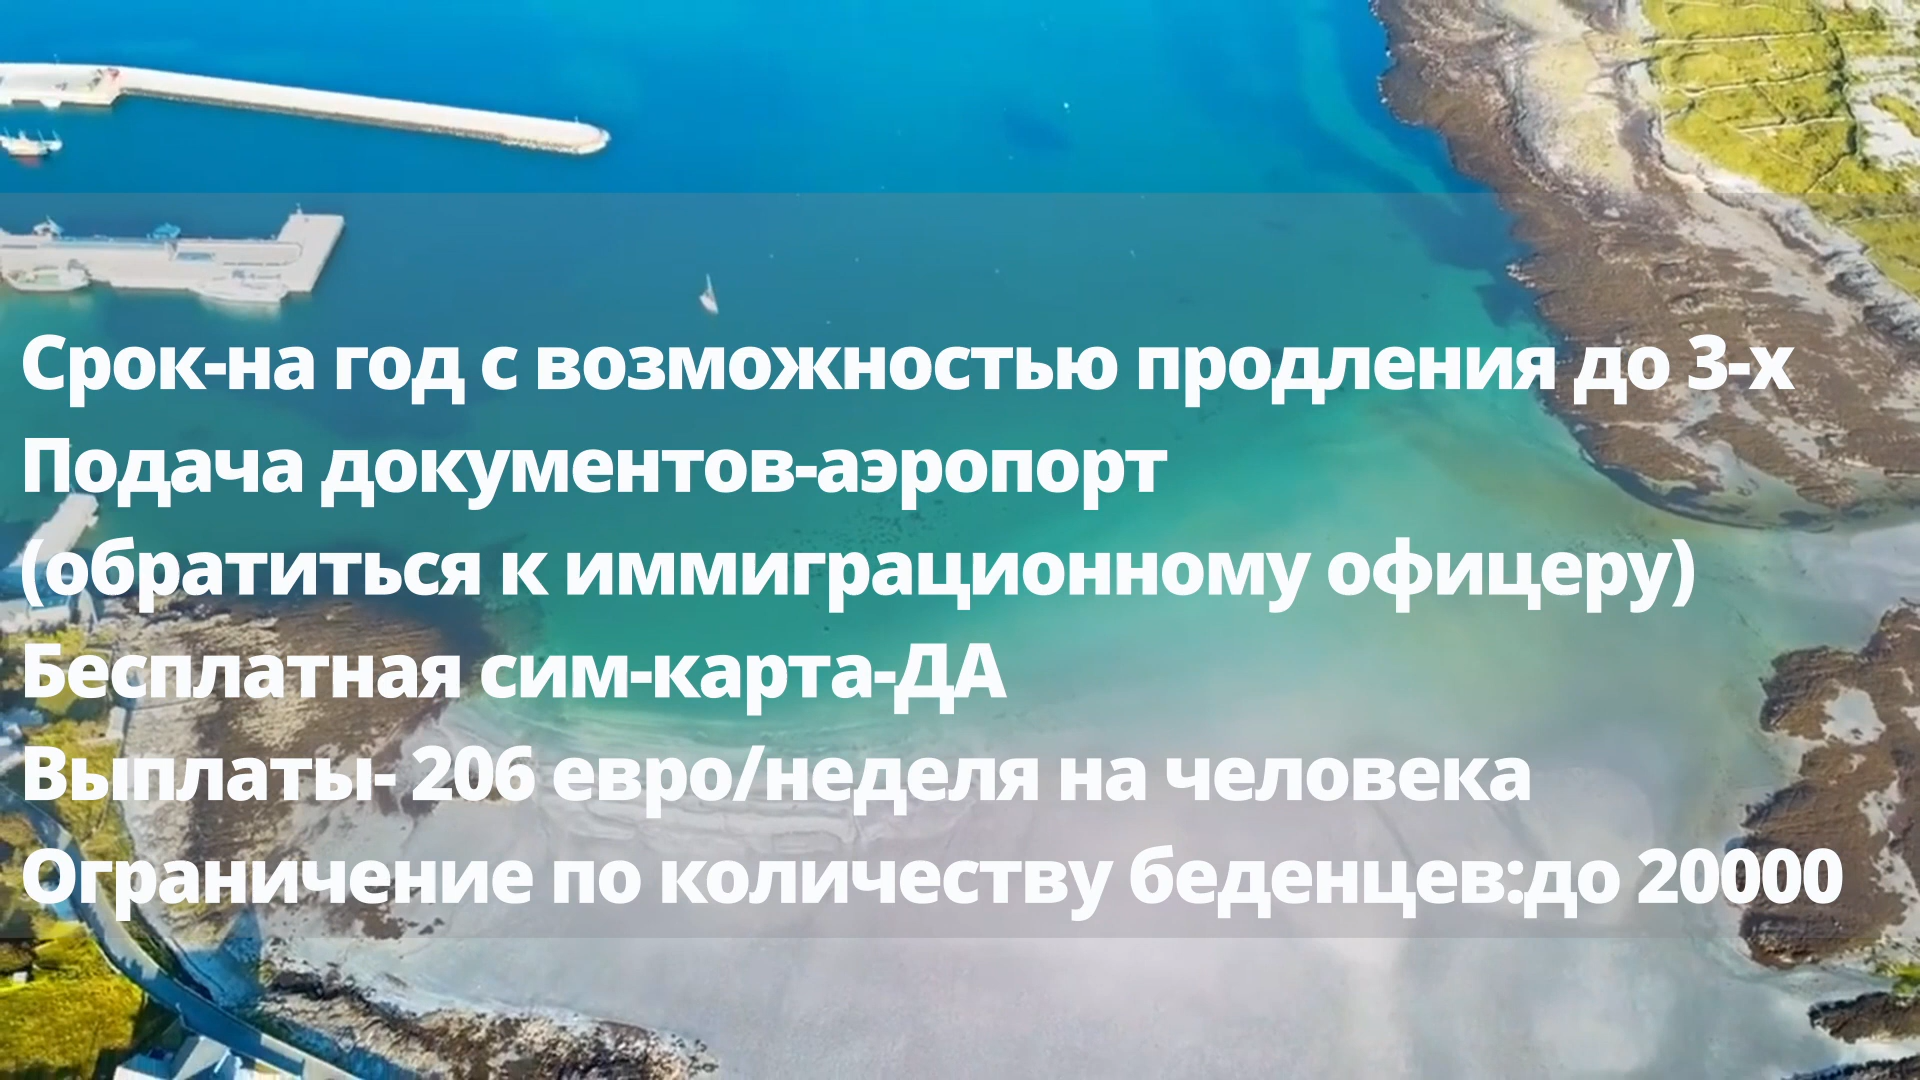 Срок-на год с возможностью продления до 3-х
Подача документов-аэропорт
(обратиться к иммиграционному офицеру)
Бесплатная сим-карта-ДА
Выплаты- 206 евро/неделя на человека
Ограничение по количеству беденцев:до 20000